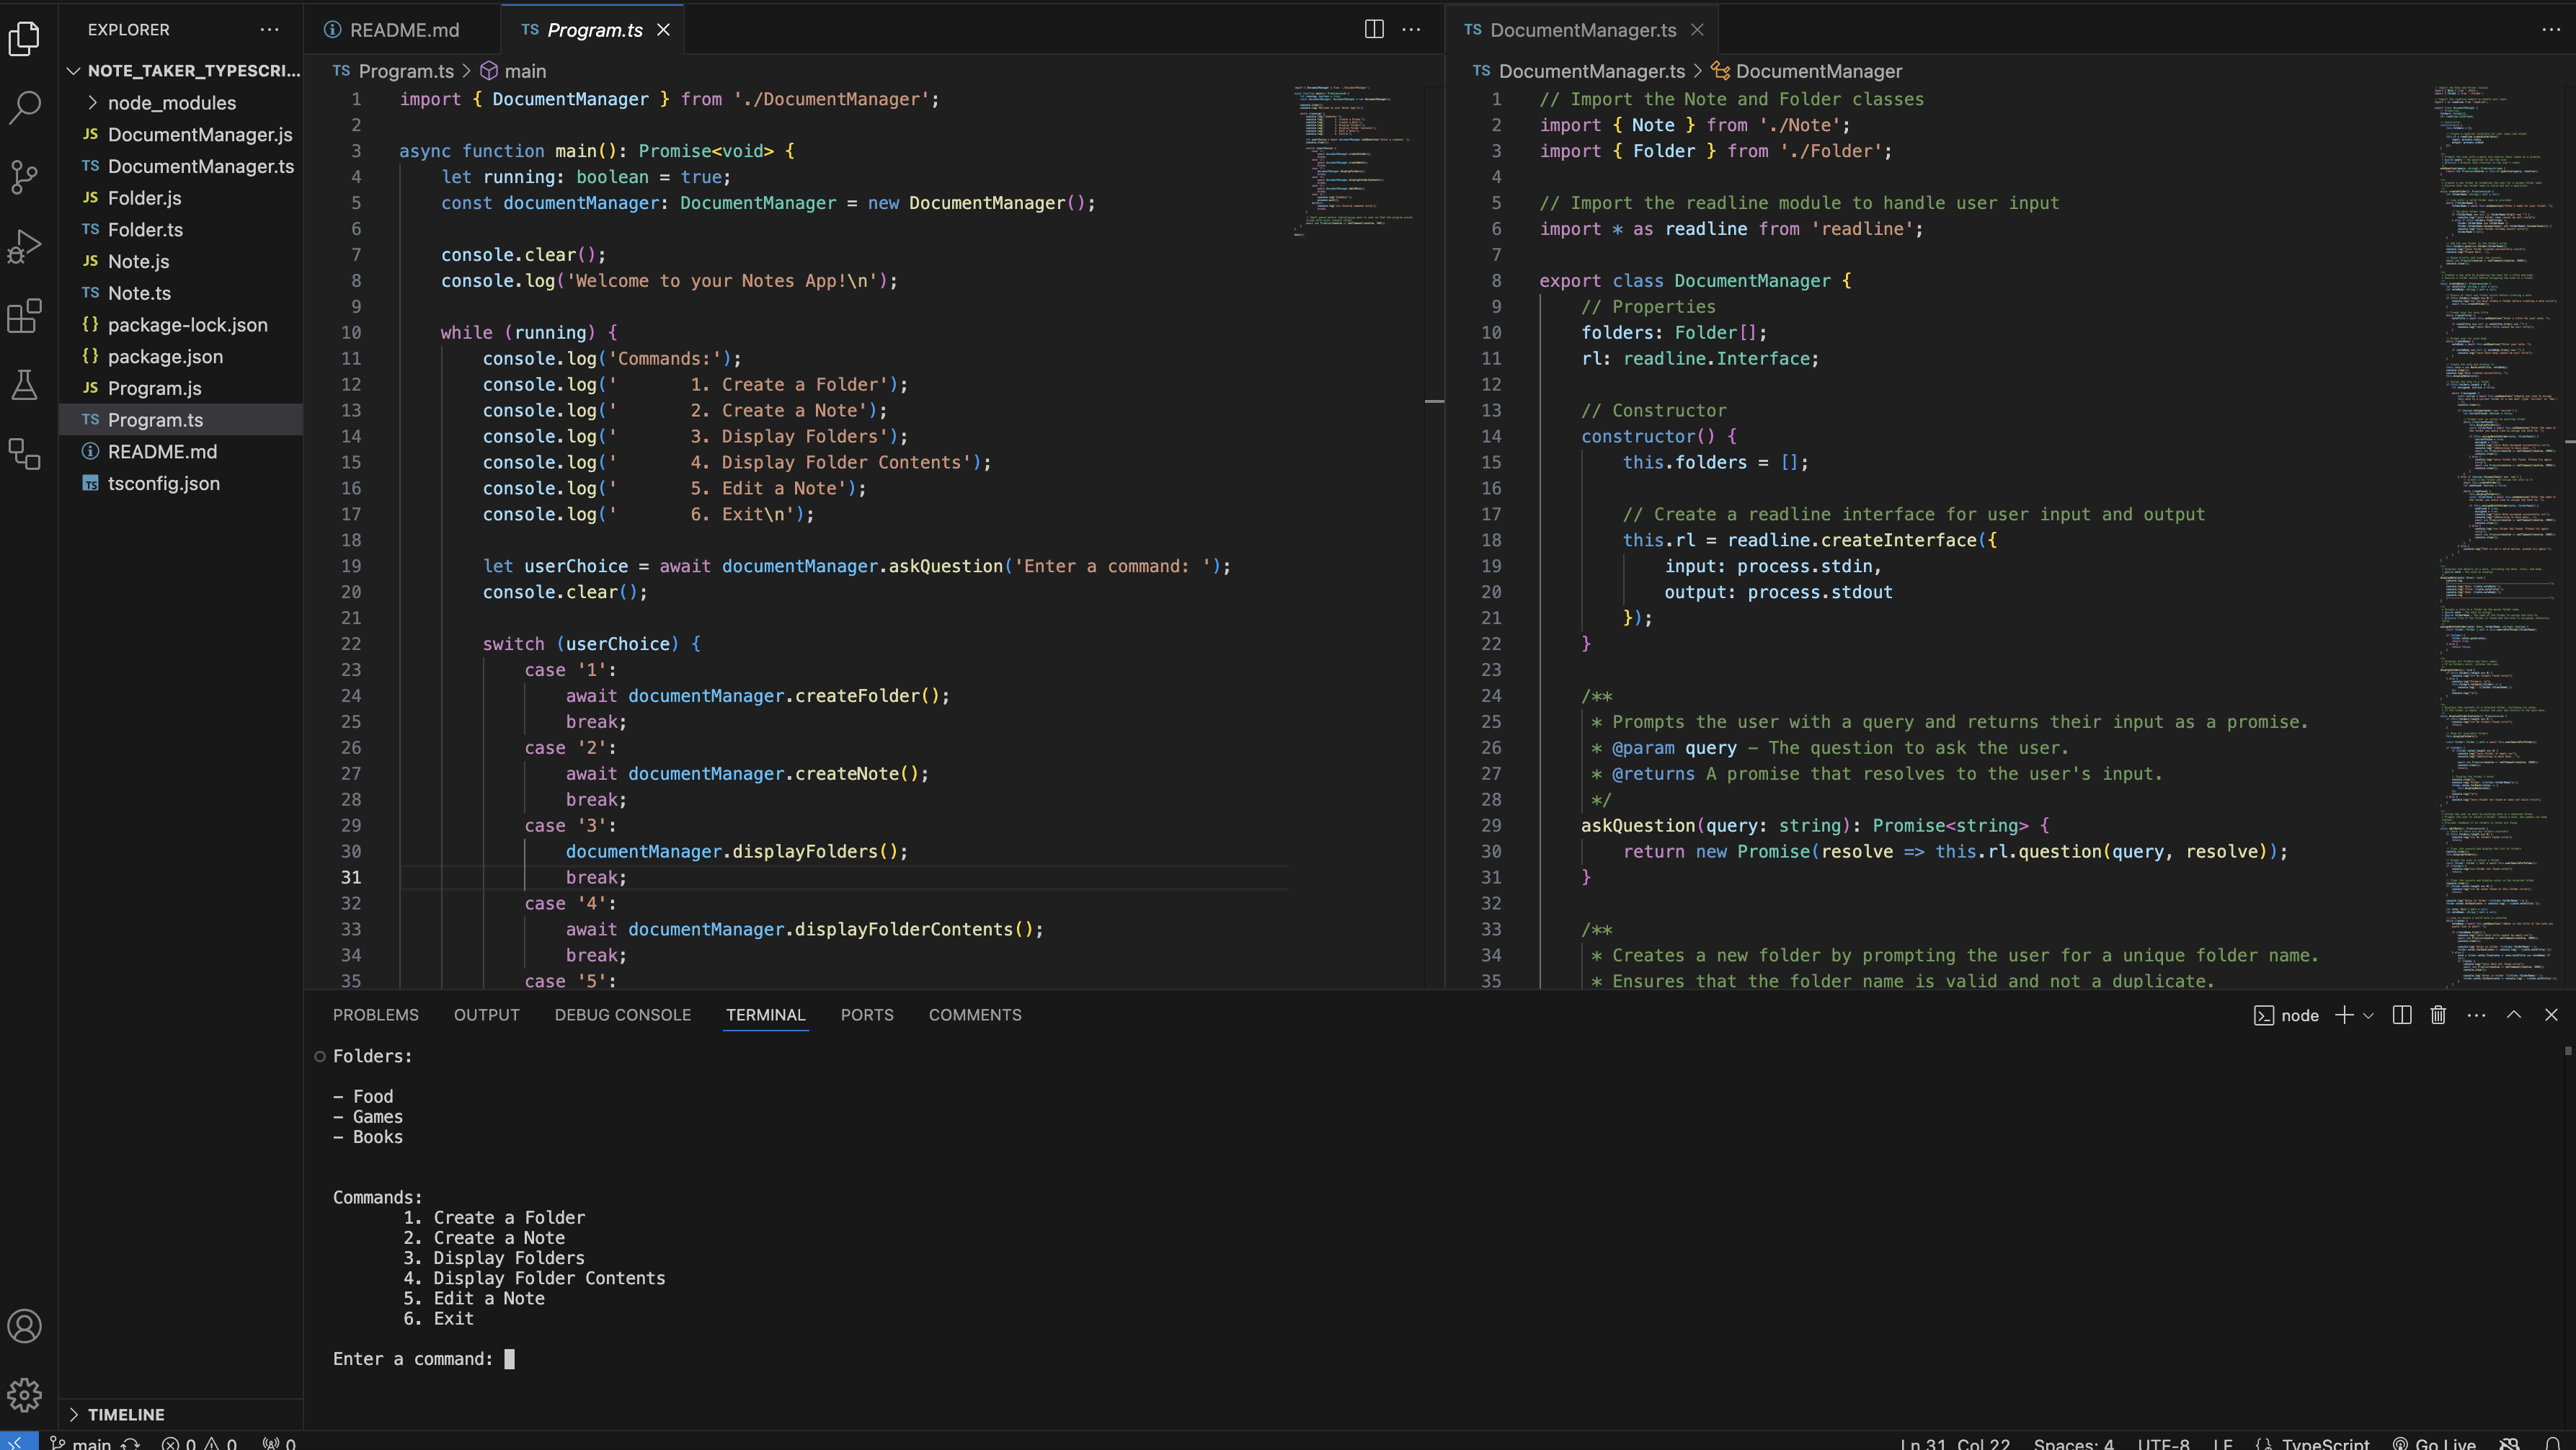 EXPLORER
NOTE_TAKER_TYPESCRI...
node_modules
JS DocumentManager.js
TS DocumentManager.ts
JS Folder.js
TS Folder.ts
JS Note.js
TS Note.ts
{} package-lock.json
{} package.json
JS Program.js
TS Program.ts
README.md
TS tsconfig.json
TIMELINE
README.md
TS Program.ts
TS Program.ts > main
1 import { DocumentManager } from './DocumentManager';
2
3 async function main(): Promise<void> {
4 let running: boolean = true;
5 const documentManager: DocumentManager = new DocumentManager();
6
7 console.clear();
8 console.log('Welcome to your Notes App!\n');
9
10 while (running) {
11 console.log('Commands:');
12 console.log('       1. Create a Folder');
13 console.log('       2. Create a Note');
14 console.log('       3. Display Folders');
15 console.log('       4. Display Folder Contents');
16 console.log('       5. Edit a Note');
17 console.log('       6. Exit\n');
18
19 let userChoice = await documentManager.askQuestion('Enter a command: ');
20 console.clear();
21
22 switch (userChoice) {
23 case '1':
24 await documentManager.createFolder();
25 break;
26 case '2':
27 await documentManager.createNote();
28 break;
29 case '3':
30 documentManager.displayFolders();
31 break;
32 case '4':
33 await documentManager.displayFolderContents();
34 break;
35 case '5':
TS DocumentManager.ts
TS DocumentManager.ts > DocumentManager
1 // Import the Note and Folder classes
2 import { Note } from './Note';
3 import { Folder } from './Folder';
4
5 // Import the readline module to handle user input
6 import * as readline from 'readline';
7
8 export class DocumentManager {
9 // Properties
10 folders: Folder[];
11 rl: readline.Interface;
12
13 // Constructor
14 constructor() {
15 this.folders = [];
16
17 // Create a readline interface for user input and output
18 this.rl = readline.createInterface({
19 input: process.stdin,
20 output: process.stdout
21 });
22 }
23
24 /**
25 * Prompts the user with a query and returns their input as a promise.
26 * @param query - The question to ask the user.
27 * @returns A promise that resolves to the user's input.
28 */
29 askQuestion(query: string): Promise<string> {
30 return new Promise(resolve => this.rl.question(query, resolve));
31 }
32
33 /**
34 * Creates a new folder by prompting the user for a unique folder name.
35 * Ensures that the folder name is valid and not a duplicate.
PROBLEMS OUTPUT DEBUG CONSOLE TERMINAL PORTS COMMENTS
node
Folders:
- Food
- Games
- Books
Commands:
1. Create a Folder
2. Create a Note
3. Display Folders
4. Display Folder Contents
5. Edit a Note
6. Exit
Enter a command:
main 0 0 0
Ln 31, Col 22 Spaces: 4 UTF-8 LF {} TypeScript Go Live